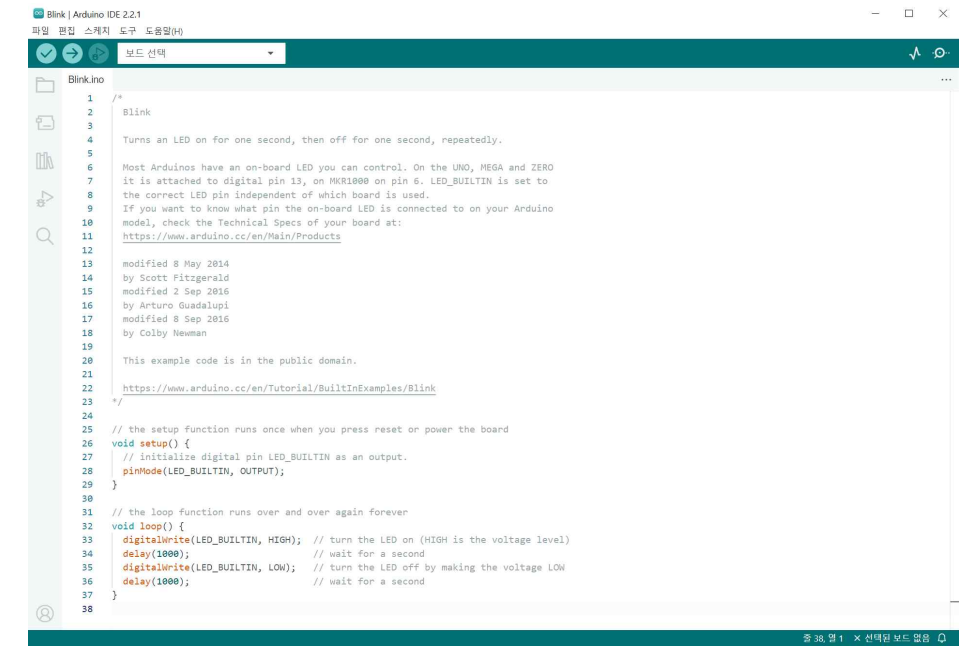 Blink | Arduino IDE 2.2.1
파일 편집 스케치 도구 도움말(H)
보드 선택
Blink.ino
1 /*
2 Blink
3
4 Turns an LED on for one second, then off for one second, repeatedly.
5
6 Most Arduinos have an on-board LED you can control. On the UNO, MEGA and ZERO
7 it is attached to digital pin 13, on MKR1000 on pin 6. LED_BUILTIN is set to
8 the correct LED pin independent of which board is used.
9 If you want to know what pin the on-board LED is connected to on your Arduino
10 model, check the Technical Specs of your board at:
11 https://www.arduino.cc/en/Main/Products
12
13 modified 8 May 2014
14 by Scott Fitzgerald
15 modified 2 Sep 2016
16 by Arturo Guadalupi
17 modified 8 Sep 2016
18 by Colby Newman
19
20 This example code is in the public domain.
21
22 https://www.arduino.cc/en/Tutorial/BuiltInExamples/Blink
23 */
24
25 // the setup function runs once when you press reset or power the board
26 void setup() {
27 // initialize digital pin LED_BUILTIN as an output.
28 pinMode(LED_BUILTIN, OUTPUT);
29 }
30
31 // the loop function runs over and over again forever
32 void loop() {
33 digitalWrite(LED_BUILTIN, HIGH); // turn the LED on (HIGH is the voltage level)
34 delay(1000); // wait for a second
35 digitalWrite(LED_BUILTIN, LOW); // turn the LED off by making the voltage LOW
36 delay(1000); // wait for a second
37 }
38
줄 38, 열 1 × 선택된 보드 없음